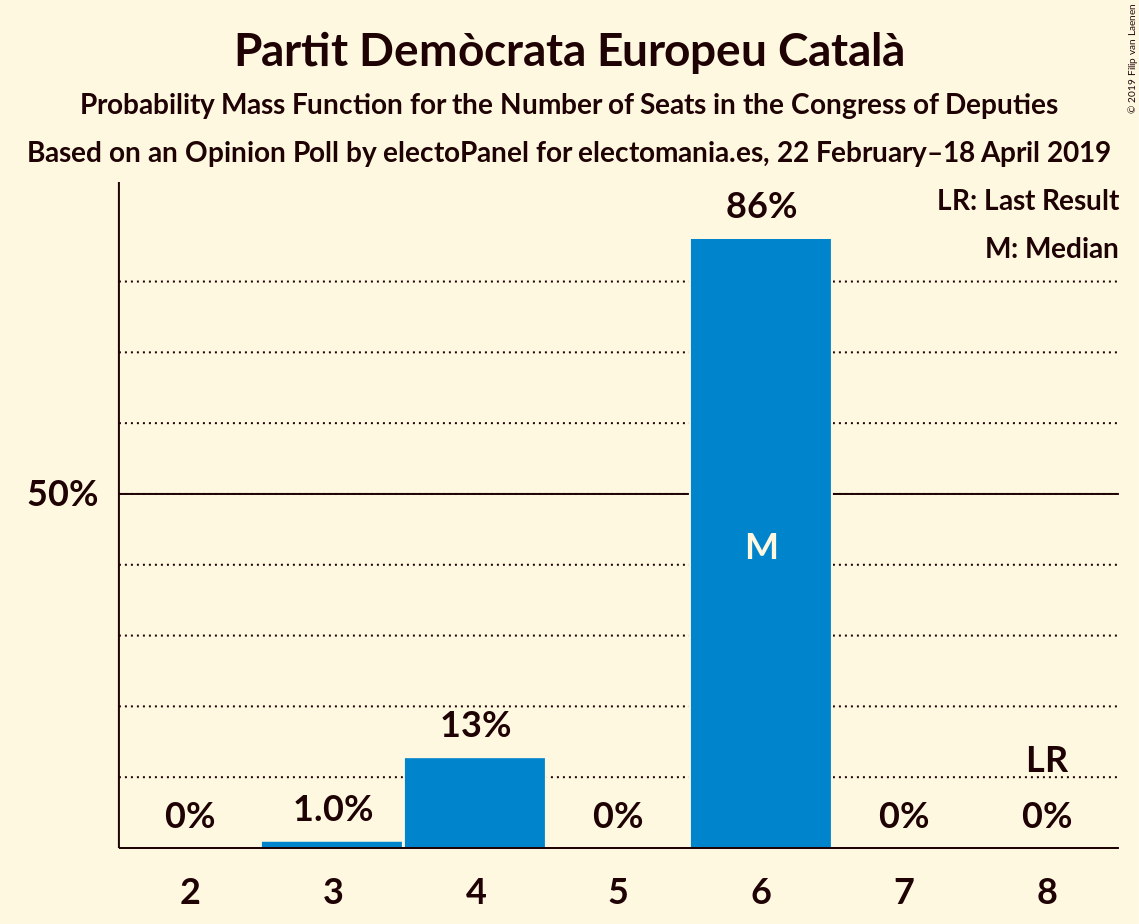 Partit Demòcrata Europeu Català
Probability Mass Function for the Number of Seats in the Congress of Deputies
Based on an Opinion Poll by electoPanel for electomania.es, 22 February–18 April 2019
© 2019 Filip van Laenen
LR: Last Result
M: Median
86%
50%
M
13%
LR
0%
1.0%
0%
0%
0%
2
3
4
5
6
7
8